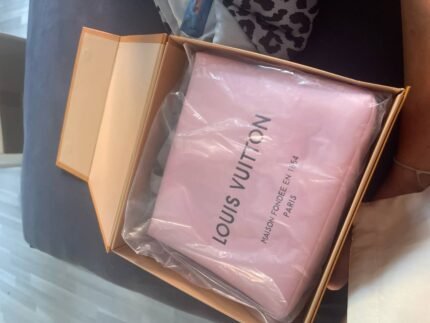 LOUIS VUITTON
MAISON FONDÉE EN 1854
PARIS